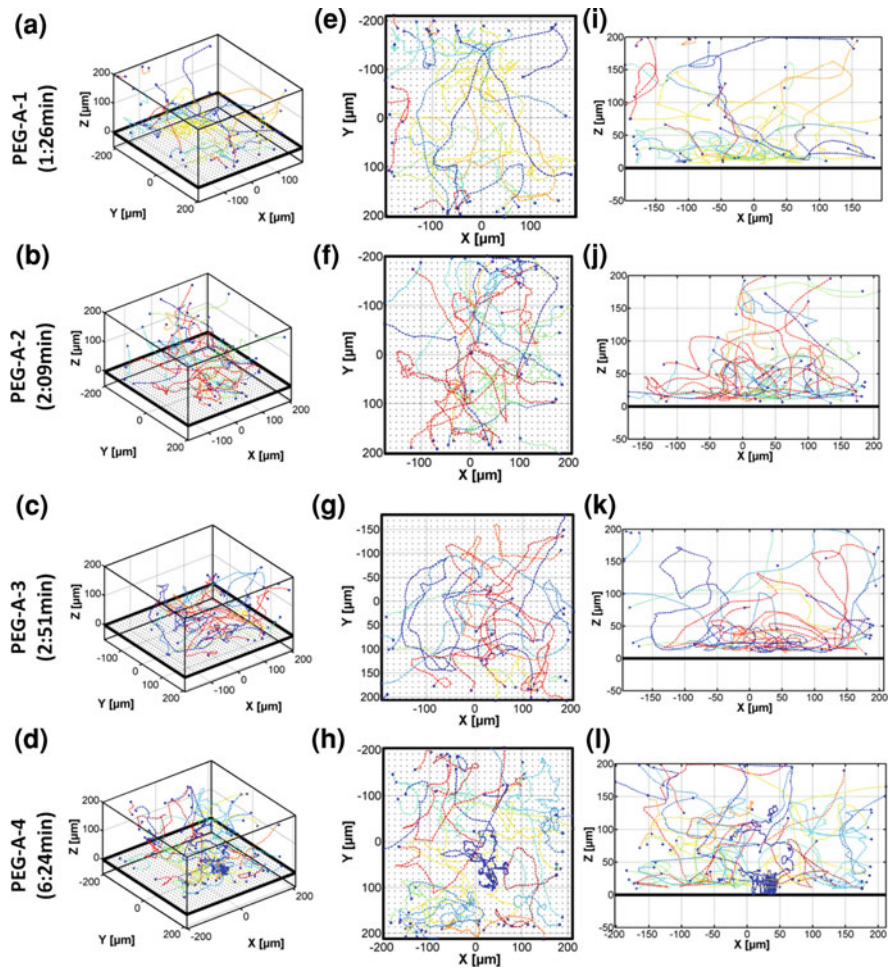 (a) (e) (i)
PEG-A-1
(1:26min)
Z [µm]
200
100
0
-200
0
200
Y [µm]
-100
0
100
X [µm]
Y [µm]
-200
-100
0
100
200
-100 0 100
X [µm]
Z [µm]
200
150
100
50
0
-50
-150 -100 -50 0 50 100 150
X [µm]
(b) (f) (j)
PEG-A-2
(2:09min)
Z [µm]
200
100
0
-200
0
200
Y [µm]
-100
0
100
200
X [µm]
Y [µm]
-200
-100
0
100
200
-100 0 100 200
X [µm]
Z [µm]
200
150
100
50
0
-50
-150 -100 -50 0 50 100 150 200
X [µm]
(c) (g) (k)
PEG-A-3
(2:51min)
Z [µm]
200
100
0
-100
0
100
Y [µm]
-100
0
100
200
X [µm]
Y [µm]
-150
-100
-50
0
50
100
150
200
-100 0 100 200
X [µm]
Z [µm]
200
150
100
50
0
-50
-150 -100 -50 0 50 100 150 200
X [µm]
(d) (h) (l)
PEG-A-4
(6:24min)
Z [µm]
200
100
0
-200
0
200
Y [µm]
-200
0
200
X [µm]
Y [µm]
-200
-100
0
100
200
-200 -100 0 100 200
X [µm]
Z [µm]
200
150
100
50
0
-50
-200 -150 -100 -50 0 50 100 150 200
X [µm]